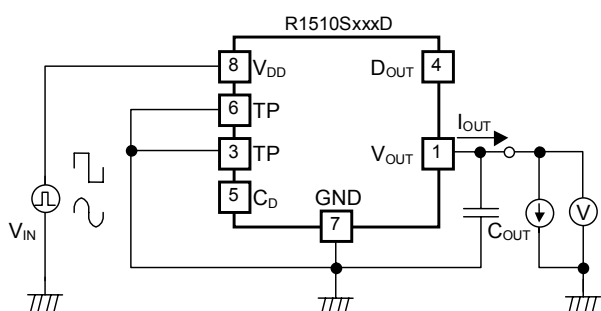 R1510SxxxD
8 VDD
DOUT 4
6 TP
IOUT
3 TP
VOUT 1
5 CD
GND
7
VIN
COUT
V